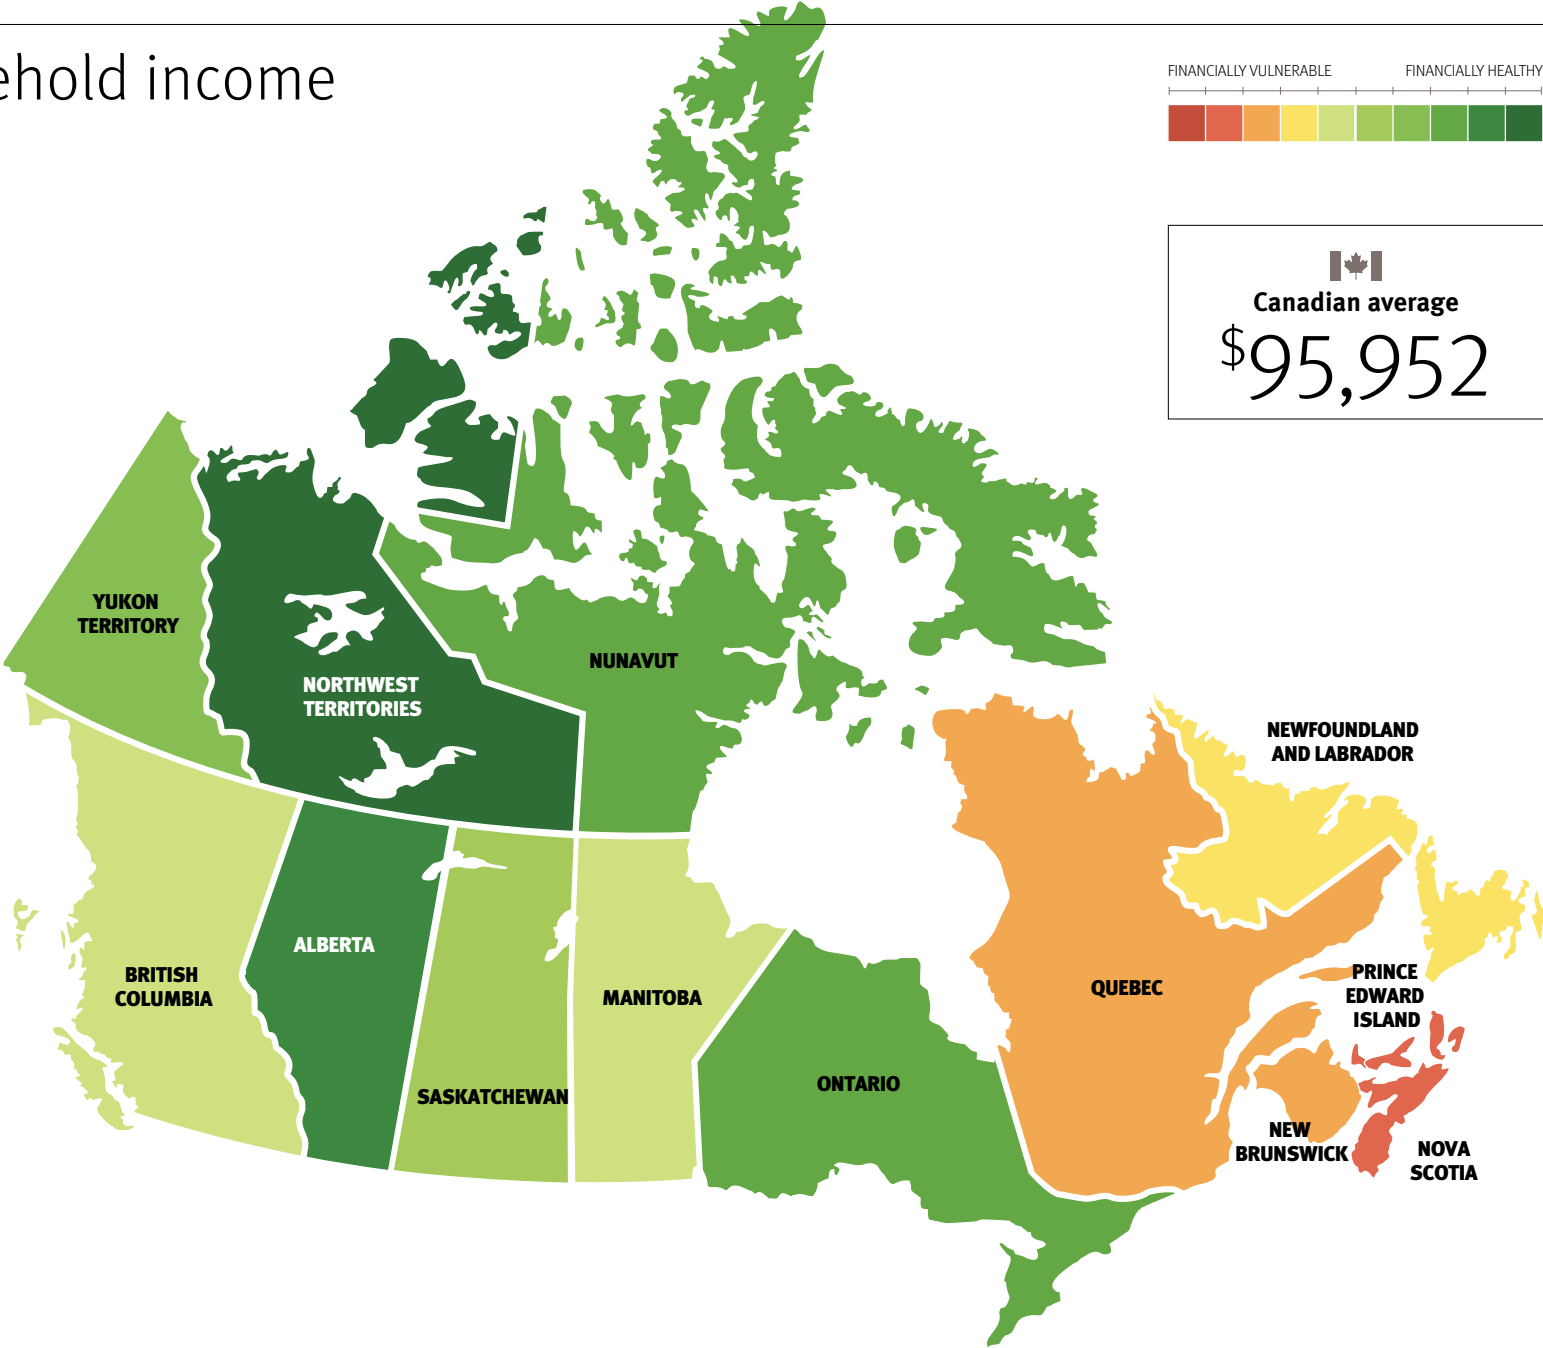 ehold income
FINANCIALLY VULNERABLE
FINANCIALLY HEALTHY
Canadian average
$95,952
YUKON
TERRITORY
NORTHWEST
TERRITORIES
NUNAVUT
NEWFOUNDLAND
AND LABRADOR
ALBERTA
BRITISH
COLUMBIA
MANITOBA
QUEBEC
PRINCE
EDWARD
ISLAND
SASKATCHEWAN
ONTARIO
NEW
BRUNSWICK
NOVA
SCOTIA